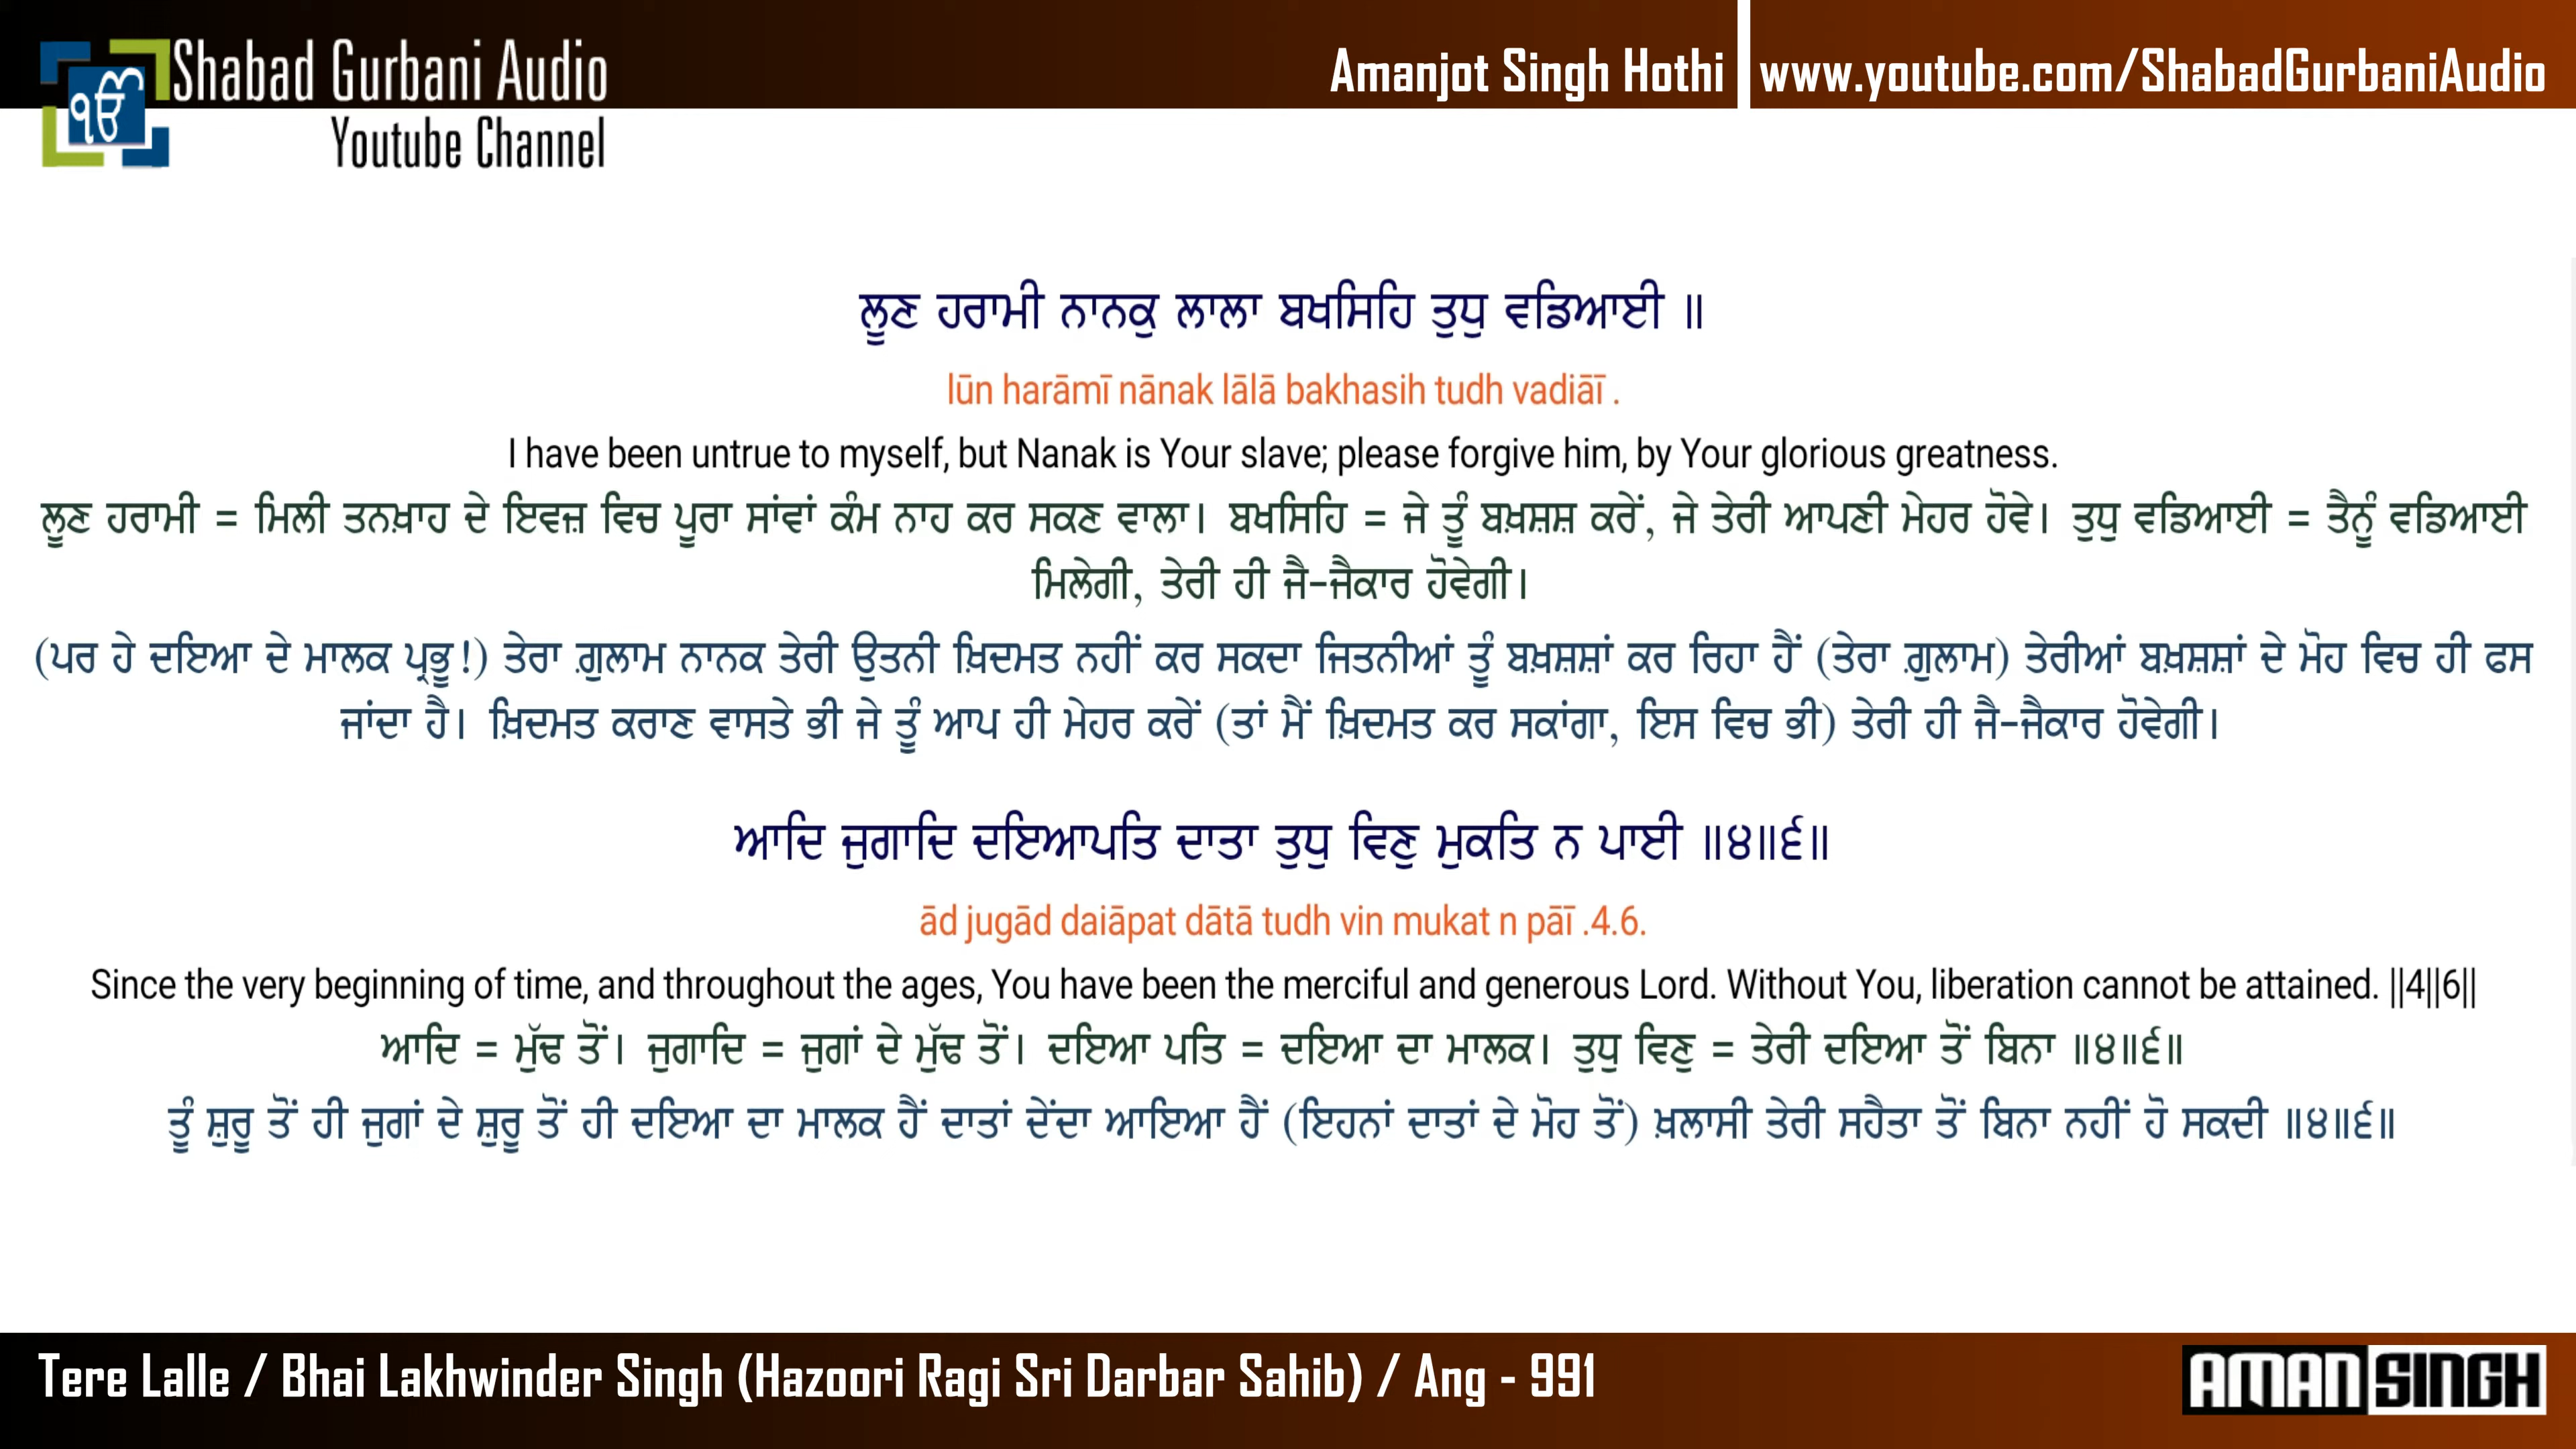 Shabad Gurbani Audio
Youtube Channel
Amanjot Singh Hothi
www.youtube.com/ShabadGurbaniAudio
ੴ
ਲੂਣ ਹਰਾਮੀ ਨਾਨਕੁ ਲਾਲਾ ਬਖਸਿਹਿ ਤੁਧੁ ਵਡਿਆਈ ॥
lūn harāmī nānak lālā bakhasih tudh vadiāī .
I have been untrue to myself, but Nanak is Your slave; please forgive him, by Your glorious greatness.
ਲੂਣ ਹਰਾਮੀ = ਮਿਲੀ ਤਨਖ਼ਾਹ ਦੇ ਇਵਜ਼ ਵਿਚ ਪੂਰਾ ਸਾਂਵਾਂ ਕੰਮ ਨਾਹ ਕਰ ਸਕਣ ਵਾਲਾ। ਬਖਸਿਹਿ = ਜੇ ਤੂੰ ਬਖ਼ਸ਼ਸ਼ ਕਰੇਂ, ਜੇ ਤੇਰੀ ਆਪਣੀ ਮੇਹਰ ਹੋਵੇ। ਤੁਧੁ ਵਡਿਆਈ = ਤੈਨੂੰ ਵਡਿਆਈ
ਮਿਲੇਗੀ, ਤੇਰੀ ਹੀ ਜੈ-ਜੈਕਾਰ ਹੋਵੇਗੀ।
(ਪਰ ਹੇ ਦਇਆ ਦੇ ਮਾਲਕ ਪ੍ਰਭੂ!) ਤੇਰਾ ਗ਼ੁਲਾਮ ਨਾਨਕ ਤੇਰੀ ਉਤਨੀ ਖ਼ਿਦਮਤ ਨਹੀਂ ਕਰ ਸਕਦਾ ਜਿਤਨੀਆਂ ਤੂੰ ਬਖ਼ਸ਼ਸ਼ਾਂ ਕਰ ਰਿਹਾ ਹੈਂ (ਤੇਰਾ ਗ਼ੁਲਾਮ) ਤੇਰੀਆਂ ਬਖ਼ਸ਼ਸ਼ਾਂ ਦੇ ਮੋਹ ਵਿਚ ਹੀ ਫਸ
ਜਾਂਦਾ ਹੈ। ਖ਼ਿਦਮਤ ਕਰਾਣ ਵਾਸਤੇ ਭੀ ਜੇ ਤੂੰ ਆਪ ਹੀ ਮੇਹਰ ਕਰੇਂ (ਤਾਂ ਮੈਂ ਖ਼ਿਦਮਤ ਕਰ ਸਕਾਂਗਾ, ਇਸ ਵਿਚ ਭੀ) ਤੇਰੀ ਹੀ ਜੈ-ਜੈਕਾਰ ਹੋਵੇਗੀ।
ਆਦਿ ਜੁਗਾਦਿ ਦਇਆਪਤਿ ਦਾਤਾ ਤੁਧੁ ਵਿਣੁ ਮੁਕਤਿ ਨ ਪਾਈ ॥੪॥੬॥
ād jugād daiāpat dātā tudh vin mukat n pāī .4.6.
Since the very beginning of time, and throughout the ages, You have been the merciful and generous Lord. Without You, liberation cannot be attained. ||4||6||
ਆਦਿ = ਮੁੱਢ ਤੋਂ। ਜੁਗਾਦਿ = ਜੁਗਾਂ ਦੇ ਮੁੱਢ ਤੋਂ। ਦਇਆ ਪਤਿ = ਦਇਆ ਦਾ ਮਾਲਕ। ਤੁਧੁ ਵਿਣੁ = ਤੇਰੀ ਦਇਆ ਤੋਂ ਬਿਨਾ ॥੪॥੬॥
ਤੂੰ ਸ਼ੁਰੂ ਤੋਂ ਹੀ ਜੁਗਾਂ ਦੇ ਸ਼ੁਰੂ ਤੋਂ ਹੀ ਦਇਆ ਦਾ ਮਾਲਕ ਹੈਂ ਦਾਤਾਂ ਦੇਂਦਾ ਆਇਆ ਹੈਂ (ਇਹਨਾਂ ਦਾਤਾਂ ਦੇ ਮੋਹ ਤੋਂ) ਖ਼ਲਾਸੀ ਤੇਰੀ ਸਹੈਤਾ ਤੋਂ ਬਿਨਾ ਨਹੀਂ ਹੋ ਸਕਦੀ ॥੪॥੬॥
Tere Lalle / Bhai Lakhwinder Singh (Hazoori Ragi Sri Darbar Sahib) / Ang - 991
AMAN SINGH